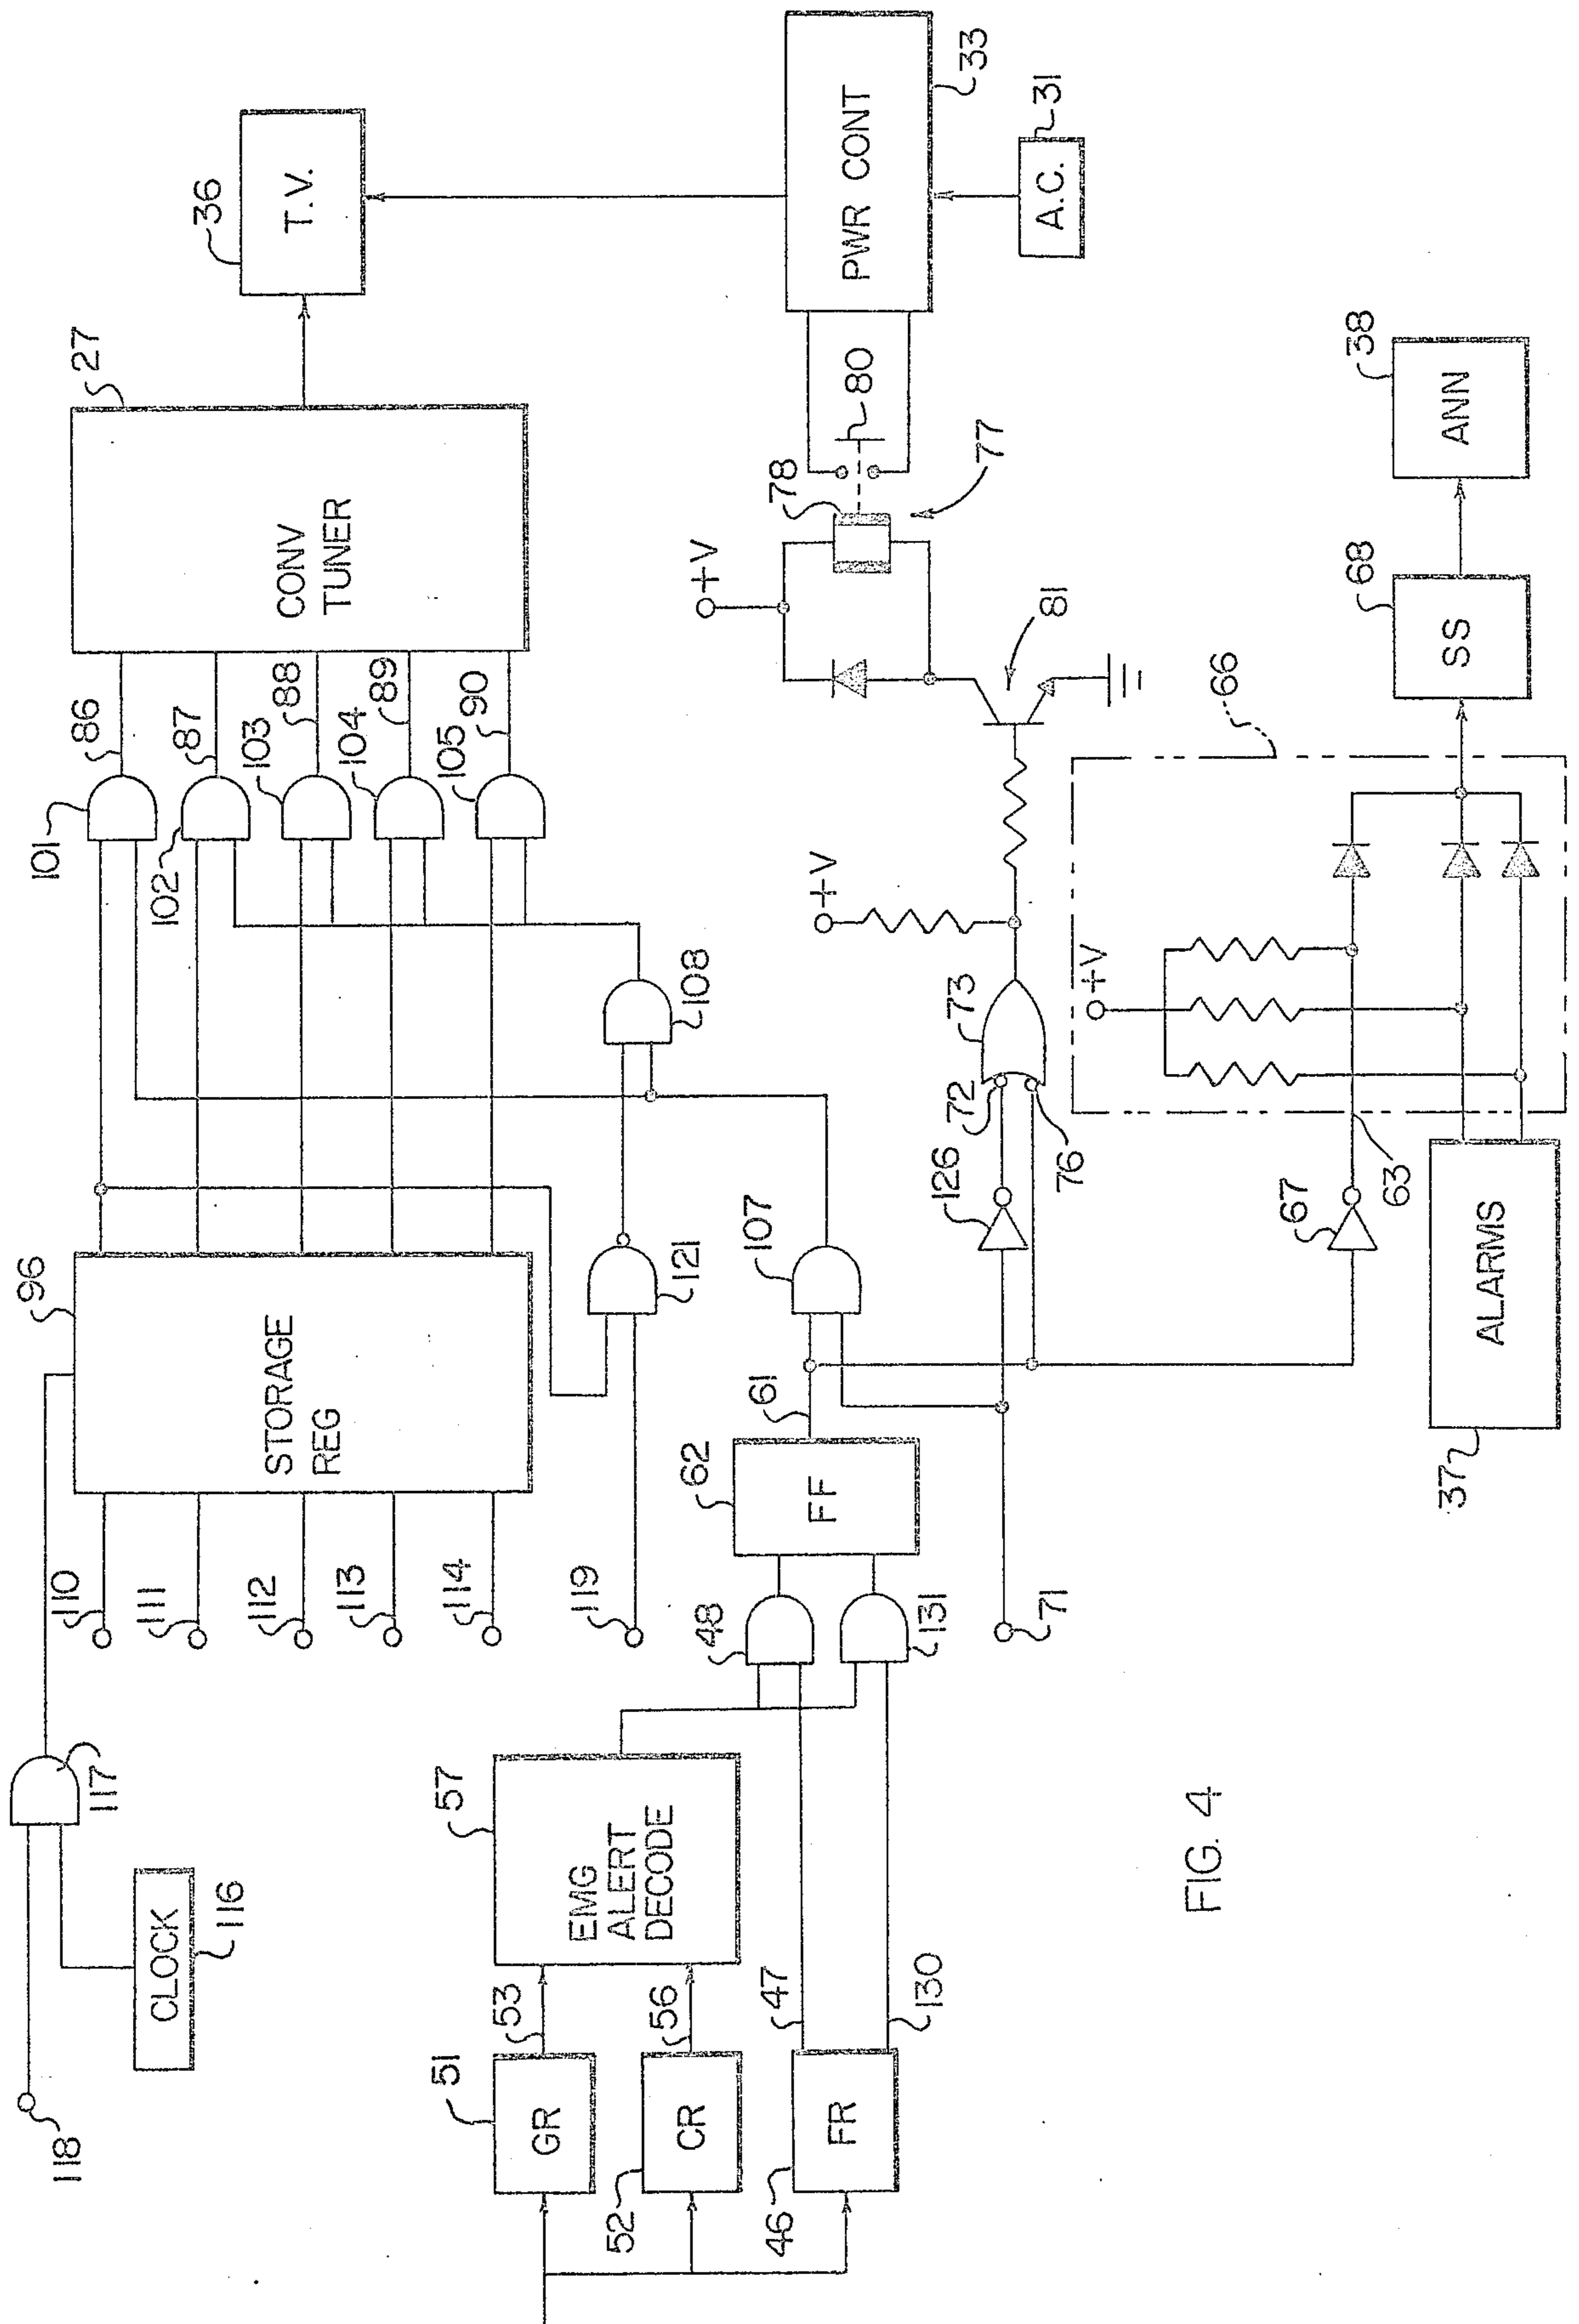 118
CLOCK
116
117
110
111
112
113
114
119
96
STORAGE
REG
121
108
101
102
103
104
105
86
87
88
89
90
27
CONV
TUNER
36
T.V.
51
GR
53
52
CR
56
46
FR
47
130
57
EMG
ALERT
DECODE
48
131
62
FF
61
107
71
126
72
73
76
+V
81
+V
78
77
80
PWR CONT
33
A.C.
31
67
63
66
+V
37
ALARMS
68
SS
38
ANN
FIG. 4